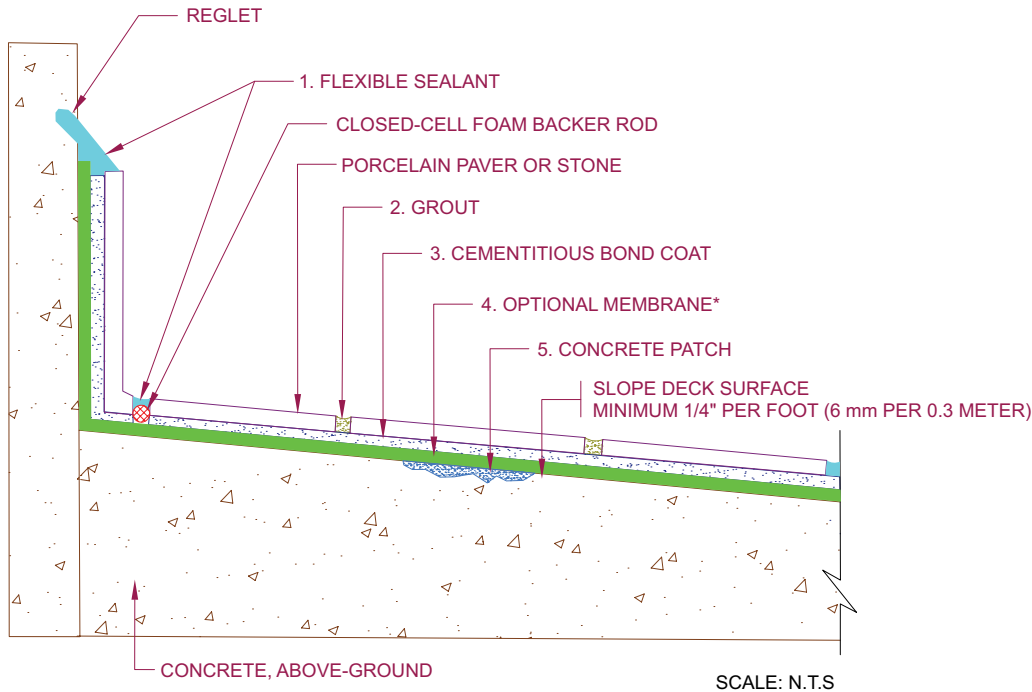 REGLET
1. FLEXIBLE SEALANT
CLOSED-CELL FOAM BACKER ROD
PORCELAIN PAVER OR STONE
2. GROUT
3. CEMENTITIOUS BOND COAT
4. OPTIONAL MEMBRANE*
5. CONCRETE PATCH
SLOPE DECK SURFACE
MINIMUM 1/4" PER FOOT (6 mm PER 0.3 METER)
CONCRETE, ABOVE-GROUND
SCALE: N.T.S